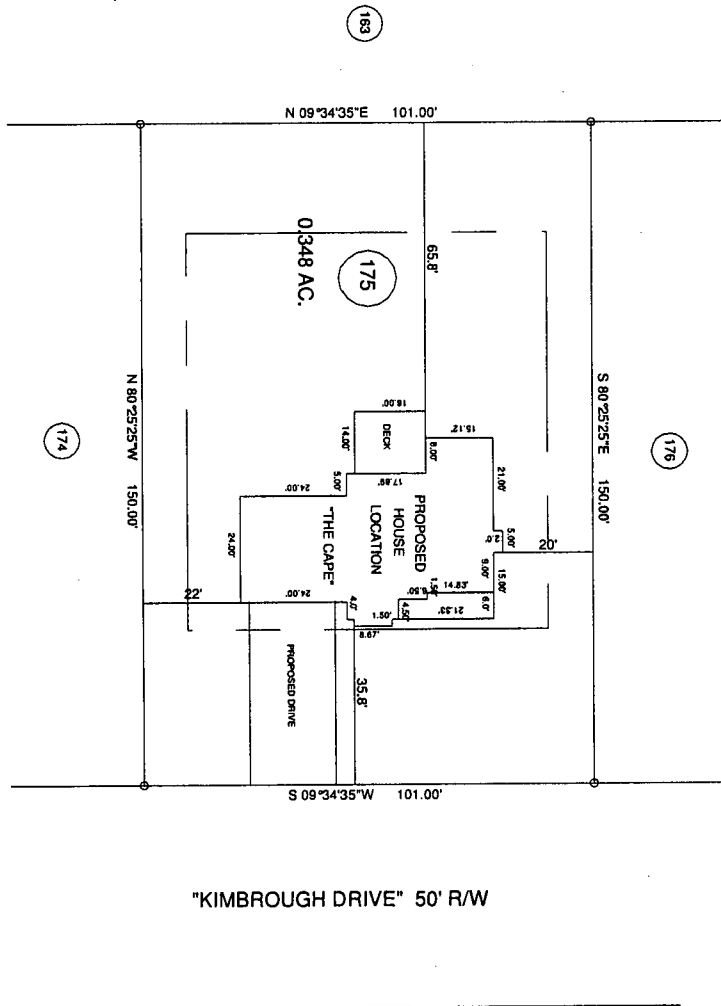 163
N 09°34'35"E 101.00'
65.8'
0.348 AC.
175
N 80°25'25"W 150.00'
S 80°25'25"E 150.00'
174
176
16.00'
14.00'
DECK
8.00'
15.12'
21.00'
5.00'
17.89'
24.00'
24.00'
"THE CAPE"
PROPOSED
HOUSE
LOCATION
2.0'
5.00'
20'
9.00'
15.00'
14.83'
1.50'
6.0'
22'
24.00'
4.0'
1.50'
4.50'
21.33'
8.67'
PROPOSED DRIVE
35.8'
S 09°34'35"W 101.00'
"KIMBROUGH DRIVE" 50' R/W